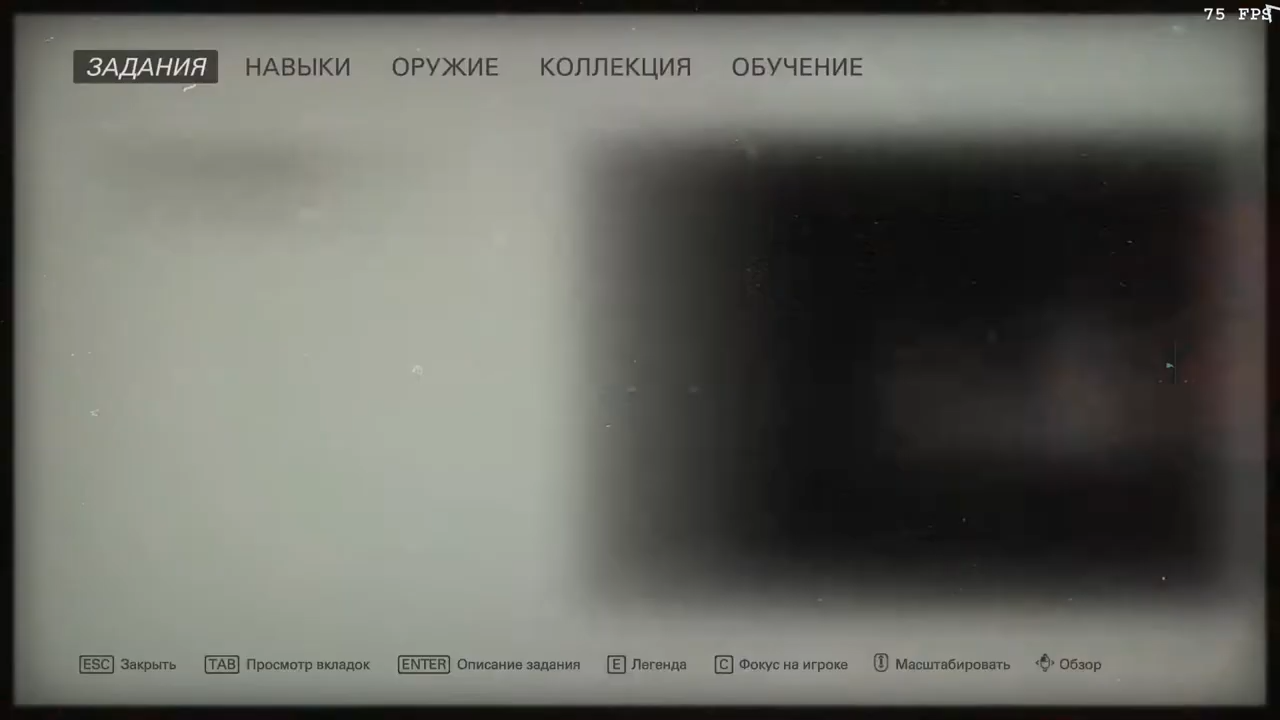 75 FPS
ЗАДАНИЯ НАВЫКИ ОРУЖИЕ КОЛЛЕКЦИЯ ОБУЧЕНИЕ
ESC Закрыть TAB Просмотр вкладок ENTER Описание задания E Легенда C Фокус на игроке Масштабировать Обзор